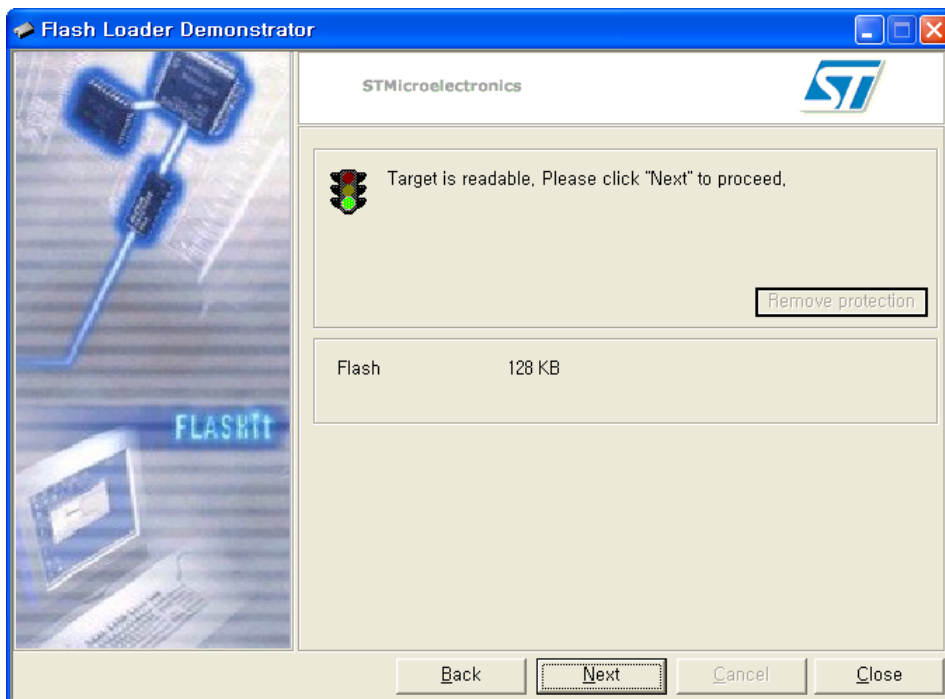 Flash Loader Demonstrator
STMicroelectronics
ST
Target is readable, Please click "Next" to proceed,
Remove protection
Flash 128 KB
FLASHit
Back Next Cancel Close